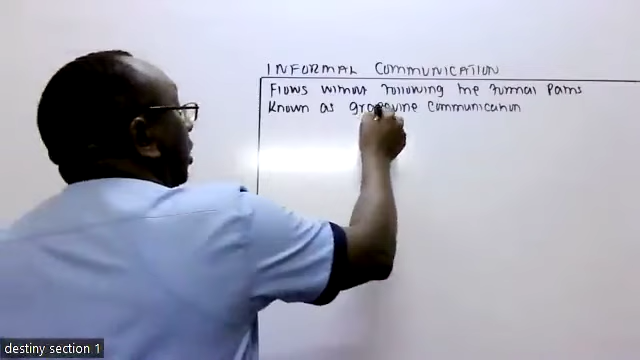 INFORMAL COMMUNICATION
Flows without following the formal Paths
Known as grapevine Communication
destiny section 1